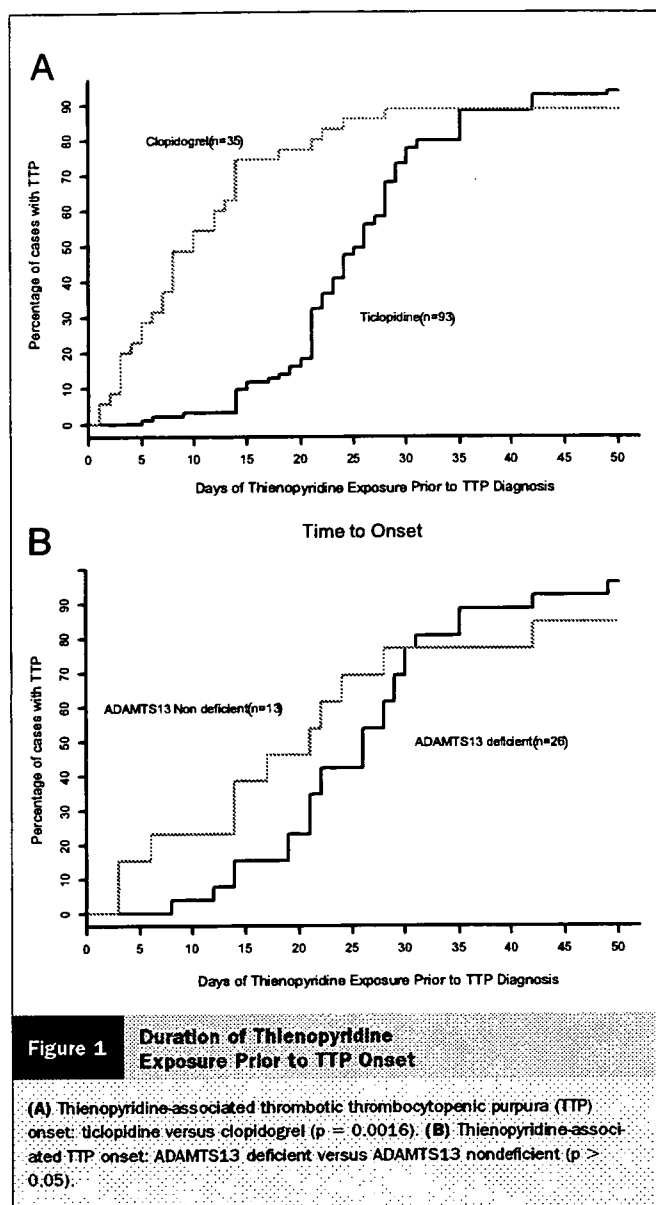 A
Percentage of cases with TTP
90
80
70
60
50
40
30
20
10
0
Clopidogrel(n=35)
Ticlopidine(n=93)
0 5 10 15 20 25 30 35 40 45 50
Days of Thienopyridine Exposure Prior to TTP Diagnosis
Time to Onset
B
Percentage of cases with TTP
90
80
70
60
50
40
30
20
10
0
ADAMTS13 Non deficient(n=13)
ADAMTS13 deficient(n=26)
0 5 10 15 20 25 30 35 40 45 50
Days of Thienopyridine Exposure Prior to TTP Diagnosis
Figure 1
Duration of Thienopyridine
Exposure Prior to TTP Onset
(A) Thienopyridine-associated thrombotic thrombocytopenic purpura (TTP)
onset: ticlopidine versus clopidogrel (p = 0.0016). (B) Thienopyridine-associ-
ated TTP onset: ADAMTS13 deficient versus ADAMTS13 nondeficient (p >
0.05).